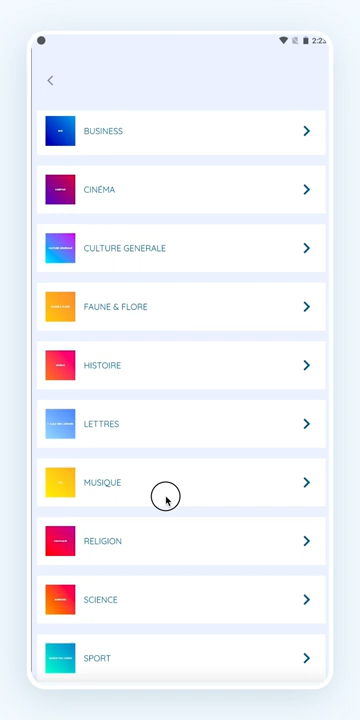 2:23
BUSINESS
CINÉMA
CULTURE GENERALE
FAUNE & FLORE
HISTOIRE
LETTRES
MUSIQUE
RELIGION
SCIENCE
SPORT